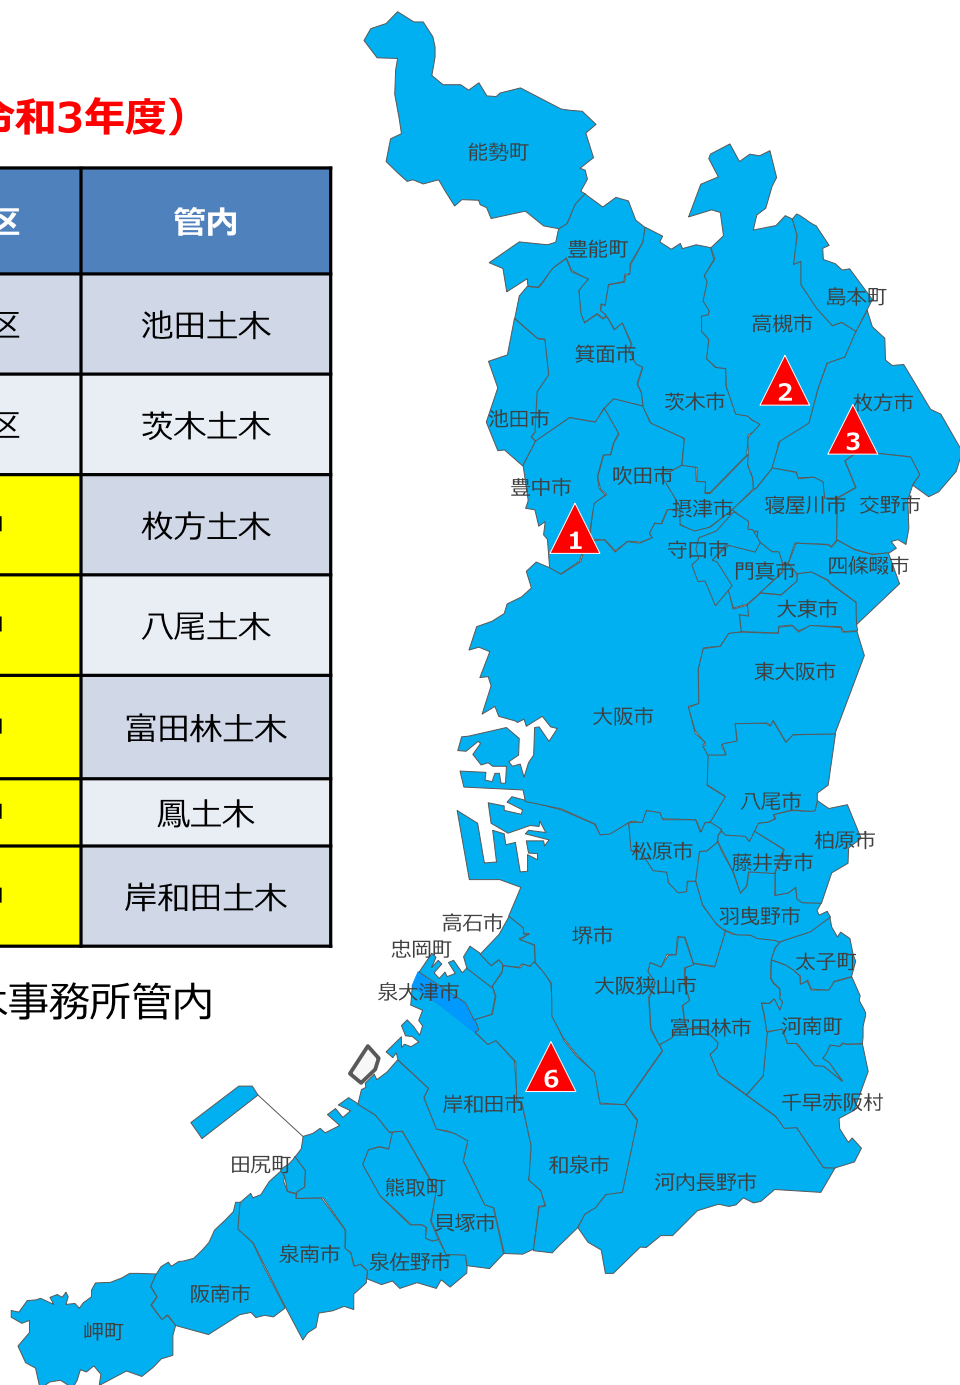 令和3年度）
区 管内
区 池田土木
区 茨木土木
枚方土木
八尾土木
富田林土木
鳳土木
岸和田土木
木事務所管内
能勢町
豊能町
島本町
高槻市
箕面市
茨木市
2
枚方市
池田市
3
吹田市
豊中市
摂津市
寝屋川市
交野市
1
守口市
門真市
四條畷市
大東市
東大阪市
大阪市
八尾市
柏原市
松原市
藤井寺市
羽曳野市
高石市
堺市
忠岡町
太子町
泉大津市
大阪狭山市
富田林市
河南町
6
岸和田市
千早赤阪村
田尻町
和泉市
熊取町
河内長野市
貝塚市
泉南市
泉佐野市
阪南市
岬町